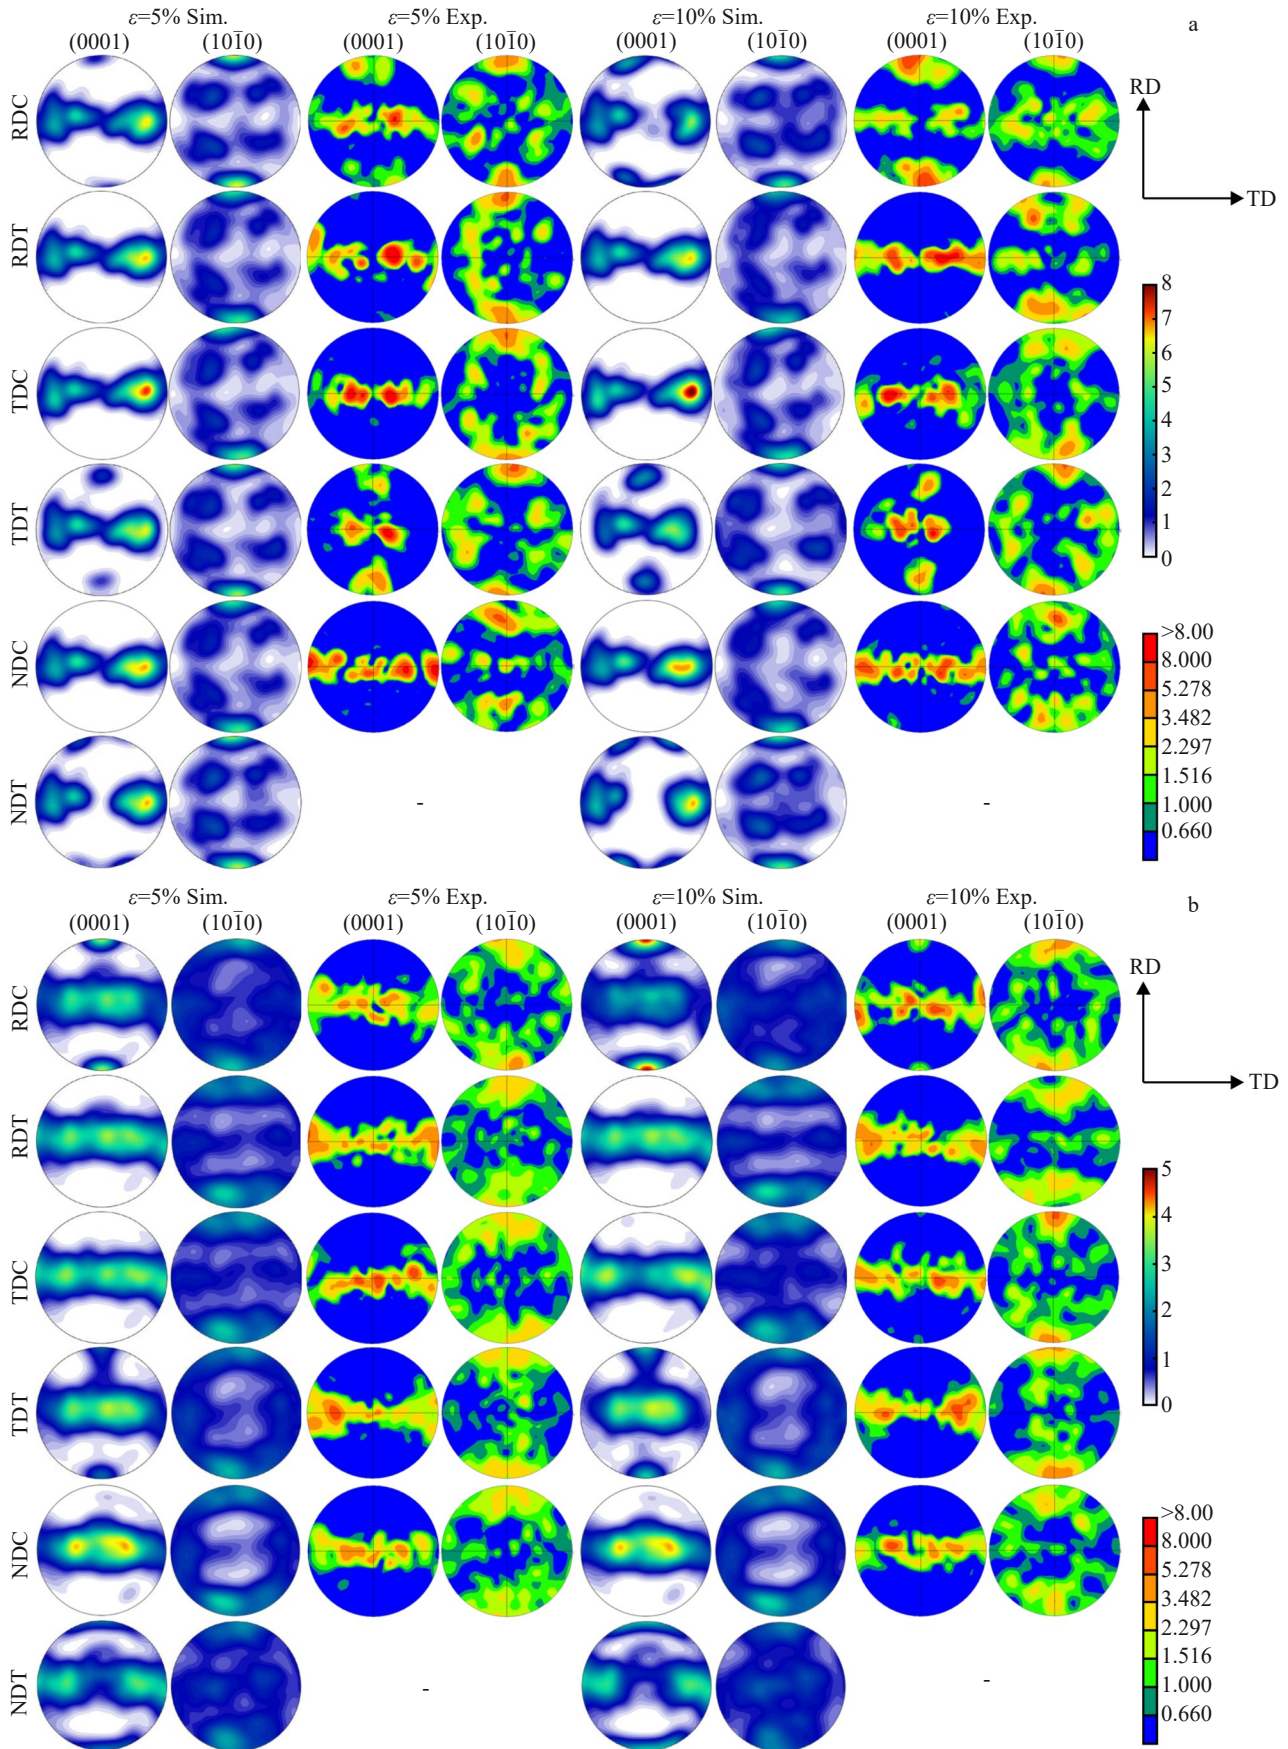 ε=5% Sim. ε=5% Exp. ε=10% Sim. ε=10% Exp. a
(0001) (101̄0) (0001) (101̄0) (0001) (101̄0) (0001) (101̄0)
RDC
RD
TD
RDT
TDC
8
7
6
5
4
3
2
1
0
TDT
NDC
>8.00
8.000
5.278
3.482
2.297
1.516
1.000
0.660
NDT - -
ε=5% Sim. ε=5% Exp. ε=10% Sim. ε=10% Exp. b
(0001) (101̄0) (0001) (101̄0) (0001) (101̄0) (0001) (101̄0)
RDC
RD
TD
RDT
TDC
5
4
3
2
1
0
TDT
NDC
>8.00
8.000
5.278
3.482
2.297
1.516
1.000
0.660
NDT - -